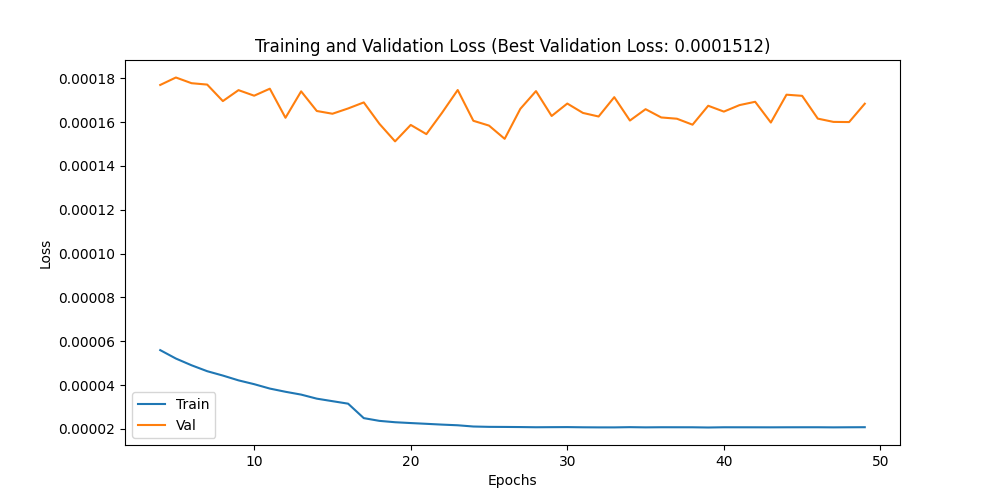 Training and Validation Loss (Best Validation Loss: 0.0001512)
0.00018
0.00016
0.00014
0.00012
0.00010
0.00008
0.00006
0.00004
0.00002
Loss
Train
Val
10 20 30 40 50
Epochs